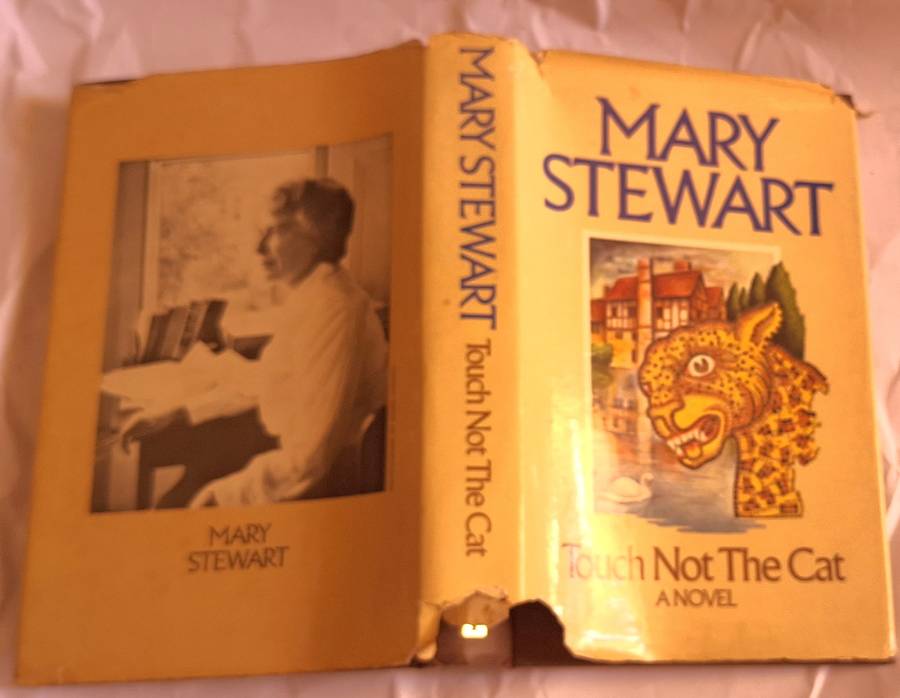 MARY
STEWART
MARY STEWART Touch Not The Cat
MARY
STEWART
Touch Not The Cat
A NOVEL